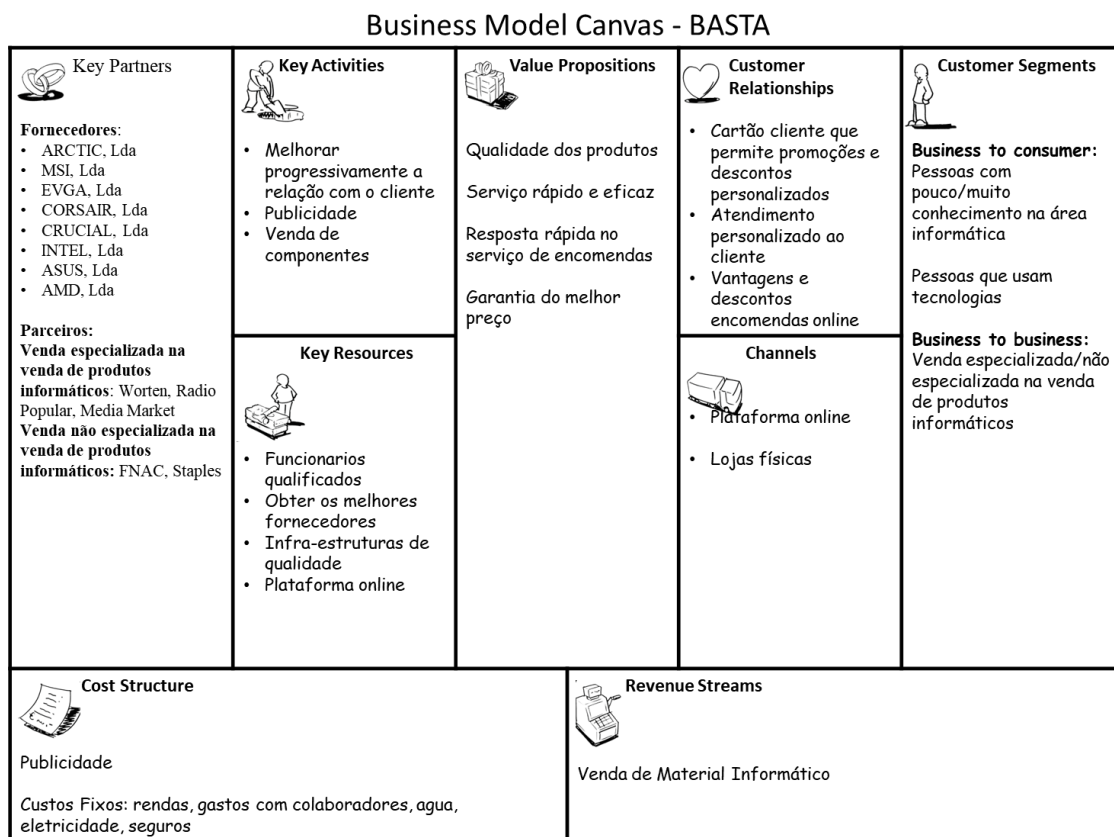 Business Model Canvas - BASTA
Key Partners
Fornecedores:
• ARCTIC, Lda
• MSI, Lda
• EVGA, Lda
• CORSAIR, Lda
• CRUCIAL, Lda
• INTEL, Lda
• ASUS, Lda
• AMD, Lda
Parceiros:
Venda especializada na
venda de produtos
informáticos: Worten, Radio
Popular, Media Market
Venda não especializada na
venda de produtos
informáticos: FNAC, Staples
Key Activities
• Melhorar
progressivamente a
relação com o cliente
• Publicidade
• Venda de
componentes
Key Resources
• Funcionarios
qualificados
• Obter os melhores
fornecedores
• Infra-estruturas de
qualidade
• Plataforma online
Value Propositions
Qualidade dos produtos
Serviço rápido e eficaz
Resposta rápida no
serviço de encomendas
Garantia do melhor
preço
Customer
Relationships
• Cartão cliente que
permite promoções e
descontos
personalizados
• Atendimento
personalizado ao
cliente
• Vantagens e
descontos
encomendas online
Channels
• Plataforma online
• Lojas físicas
Customer Segments
Business to consumer:
Pessoas com
pouco/muito
conhecimento na área
informática
Pessoas que usam
tecnologias
Business to business:
Venda especializada/não
especializada na venda
de produtos
informáticos
Cost Structure
Publicidade
Custos Fixos: rendas, gastos com colaboradores, agua,
eletricidade, seguros
Revenue Streams
Venda de Material Informático